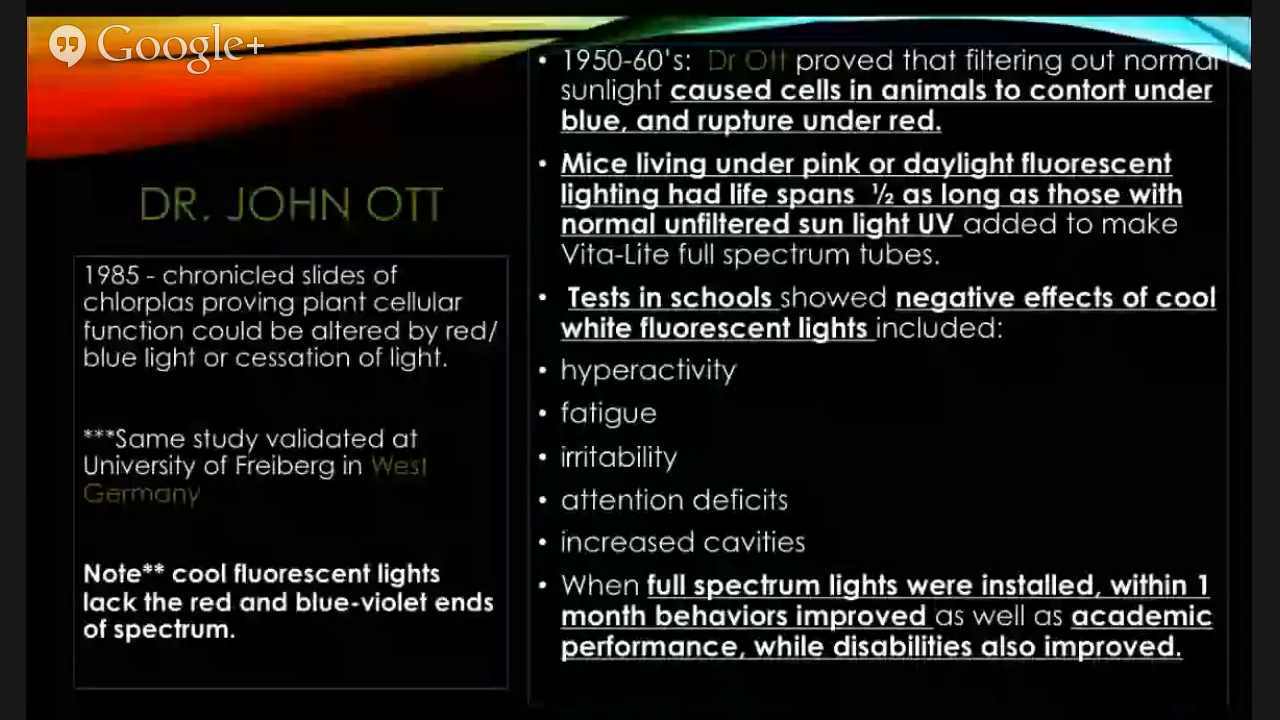 Google+
DR. JOHN OTT
1985 - chronicled slides of
chlorplas proving plant cellular
function could be altered by red/
blue light or cessation of light.
***Same study validated at
University of Freiberg in West
Germany
Note** cool fluorescent lights
lack the red and blue-violet ends
of spectrum.
• 1950-60's: Dr Ott proved that filtering out normal
sunlight caused cells in animals to contort under
blue, and rupture under red.
• Mice living under pink or daylight fluorescent
lighting had life spans ½ as long as those with
normal unfiltered sun light UV added to make
Vita-Lite full spectrum tubes.
• Tests in schools showed negative effects of cool
white fluorescent lights included:
• hyperactivity
• fatigue
• irritability
• attention deficits
• increased cavities
• When full spectrum lights were installed, within 1
month behaviors improved as well as academic
performance, while disabilities also improved.